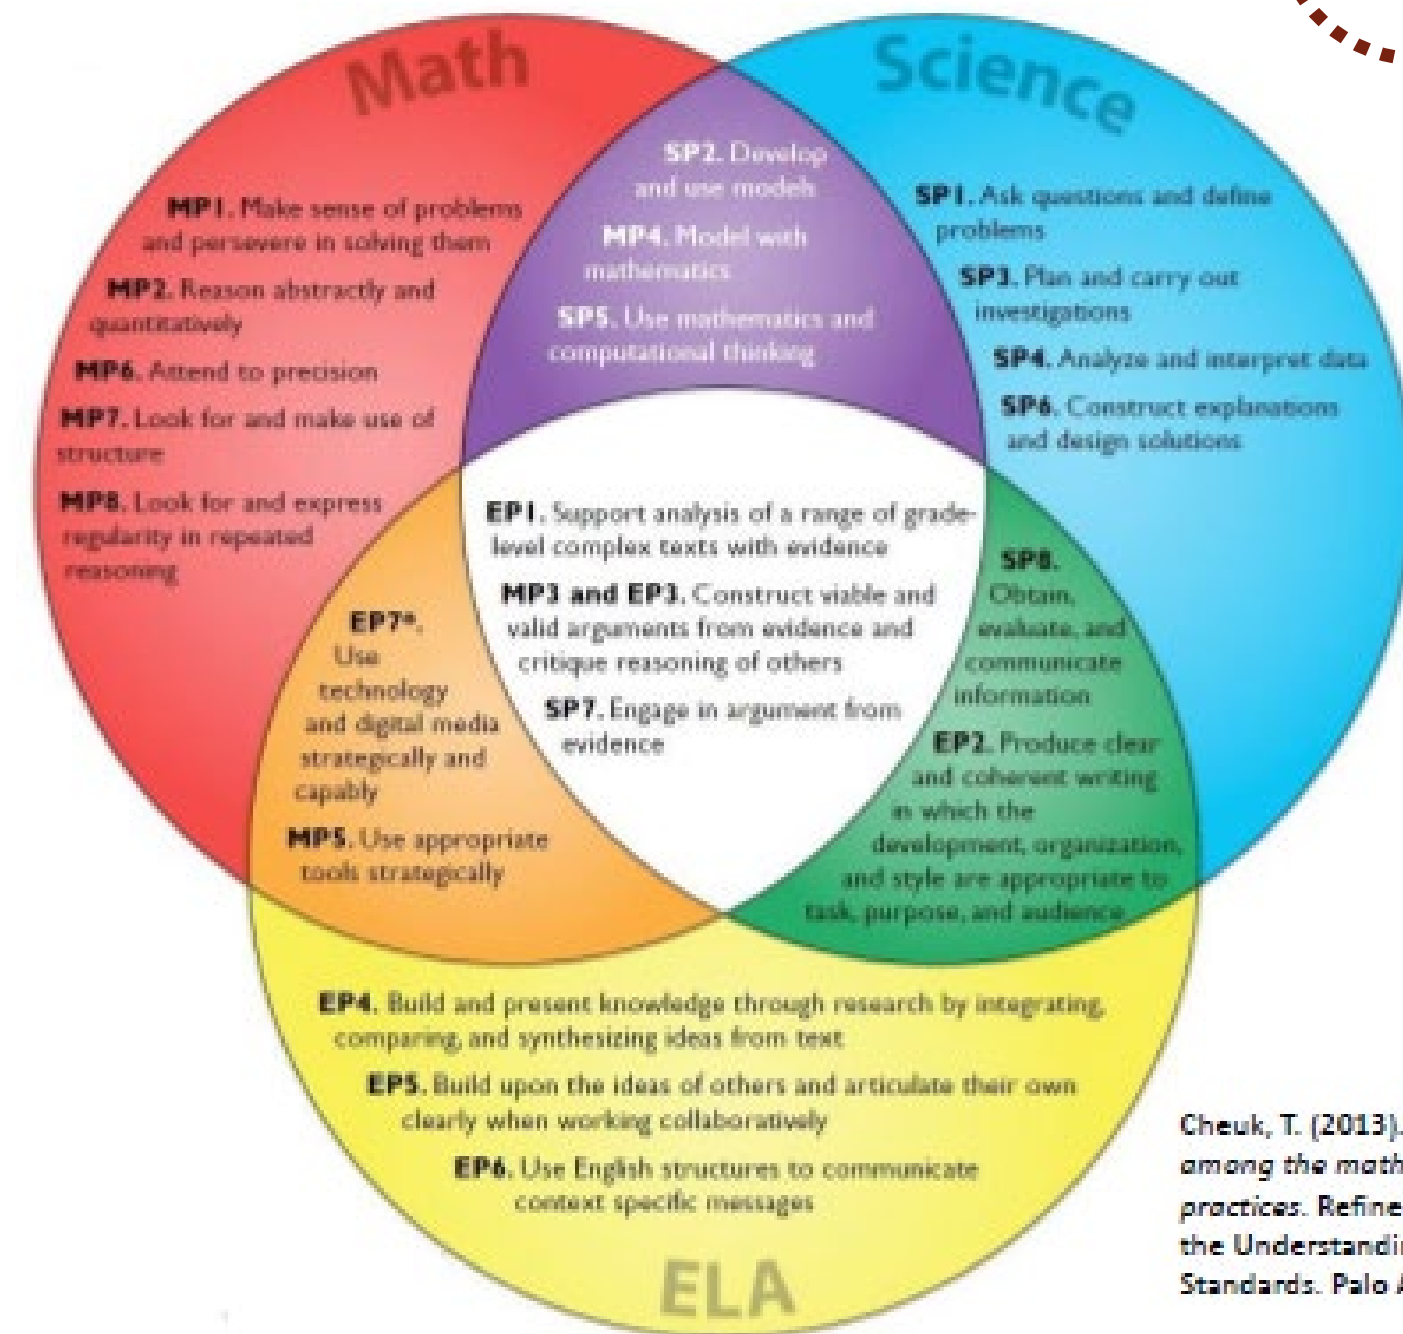 Math
Science
MP1. Make sense of problems
and persevere in solving them
MP2. Reason abstractly and
quantitatively
MP6. Attend to precision
MP7. Look for and make use of
structure
MP8. Look for and express
regularity in repeated
reasoning
SP2. Develop
and use models
MP4. Model with
mathematics
SP5. Use mathematics and
computational thinking
SP1. Ask questions and define
problems
SP3. Plan and carry out
investigations
SP4. Analyze and interpret data
SP6. Construct explanations
and design solutions
EP1. Support analysis of a range of grade-
level complex texts with evidence
MP3 and EP3. Construct viable and
valid arguments from evidence and
critique reasoning of others
SP7. Engage in argument from
evidence
EP7*.
Use
technology
and digital media
strategically and
capably
MP5. Use appropriate
tools strategically
SP8.
Obtain,
evaluate, and
communicate
information
EP2. Produce clear
and coherent writing
in which the
development, organization,
and style are appropriate to
task, purpose, and audience
EP4. Build and present knowledge through research by integrating,
comparing, and synthesizing ideas from text
EP5. Build upon the ideas of others and articulate their own
clearly when working collaboratively
EP6. Use English structures to communicate
context specific messages
ELA
Cheuk, T. (2013).
among the math
practices. Refine
the Understandi
Standards. Palo A